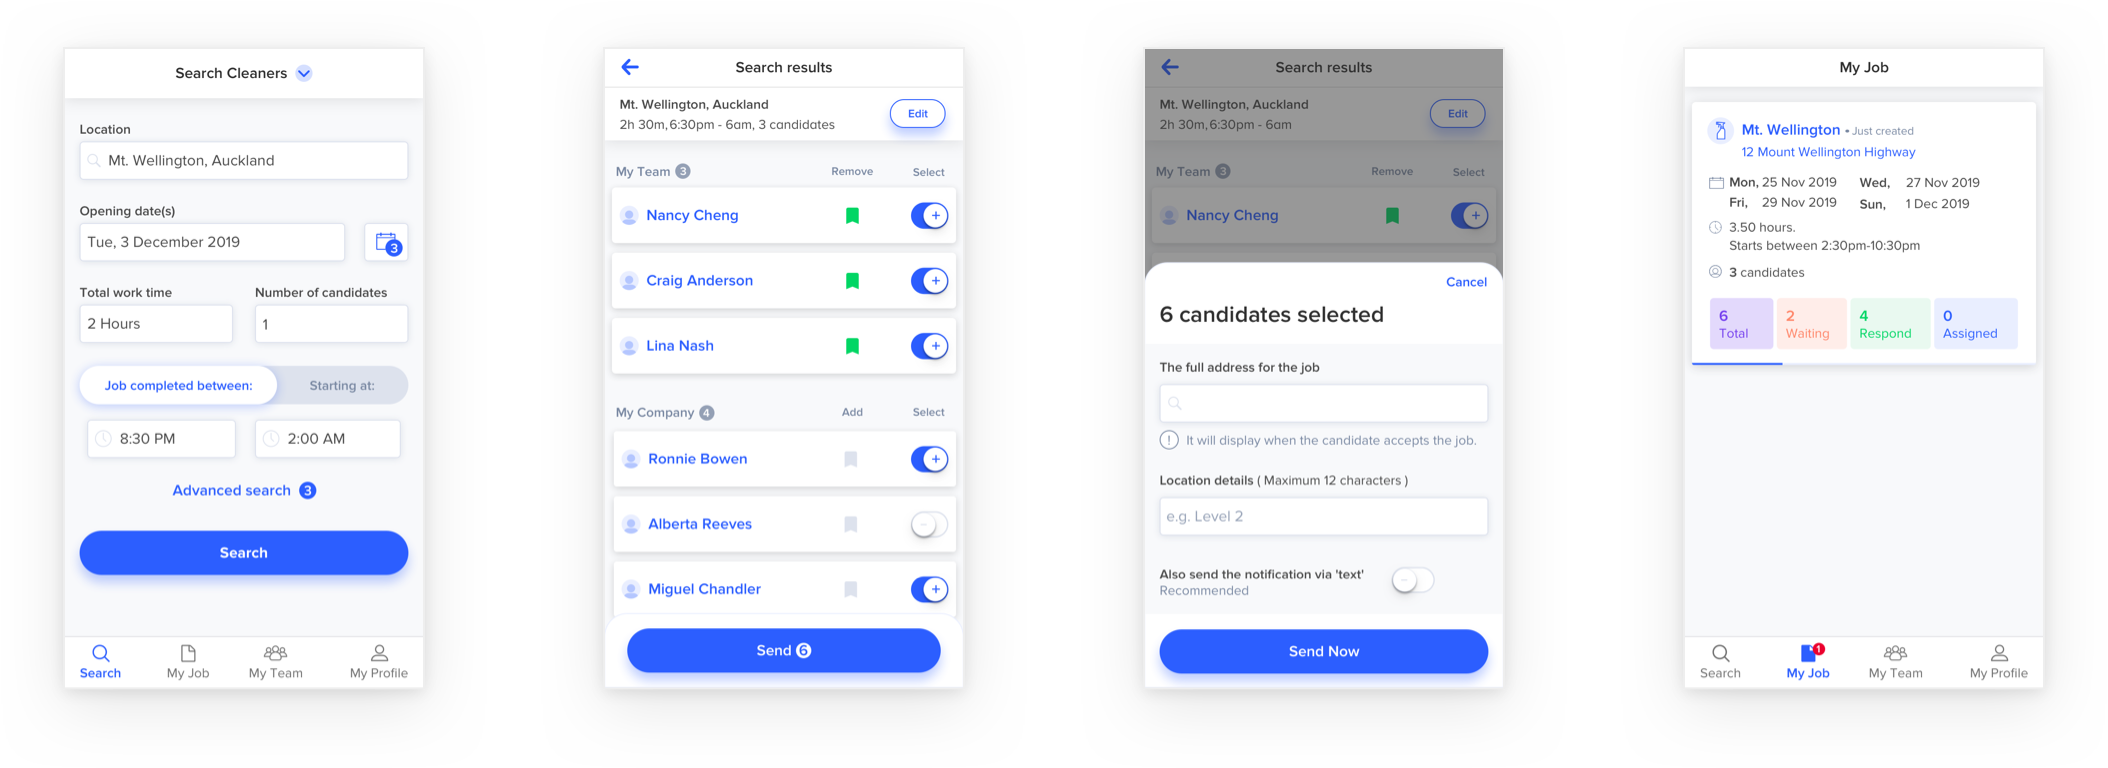 Search Cleaners
Location
Mt. Wellington, Auckland
Opening date(s)
Tue, 3 December 2019
3
Total work time
Number of candidates
2 Hours
1
Job completed between:
Starting at:
8:30 PM
2:00 AM
Advanced search 3
Search
Search
My Job
My Team
My Profile
Search results
Mt. Wellington, Auckland
2h 30m, 6:30pm - 6am, 3 candidates
Edit
My Team 3
Remove
Select
Nancy Cheng
Craig Anderson
Lina Nash
My Company 4
Add
Select
Ronnie Bowen
Alberta Reeves
Miguel Chandler
Send 6
Search results
Mt. Wellington, Auckland
2h 30m, 6:30pm - 6am
Edit
My Team 3
Remove
Select
Nancy Cheng
Cancel
6 candidates selected
The full address for the job
It will display when the candidate accepts the job.
Location details ( Maximum 12 characters )
e.g. Level 2
Also send the notification via 'text'
Recommended
Send Now
My Job
Mt. Wellington • Just created
12 Mount Wellington Highway
Mon, 25 Nov 2019 Wed, 27 Nov 2019
Fri, 29 Nov 2019 Sun, 1 Dec 2019
3.50 hours.
Starts between 2:30pm-10:30pm
3 candidates
6 Total
2 Waiting
4 Respond
0 Assigned
Search
1
My Job
My Team
My Profile